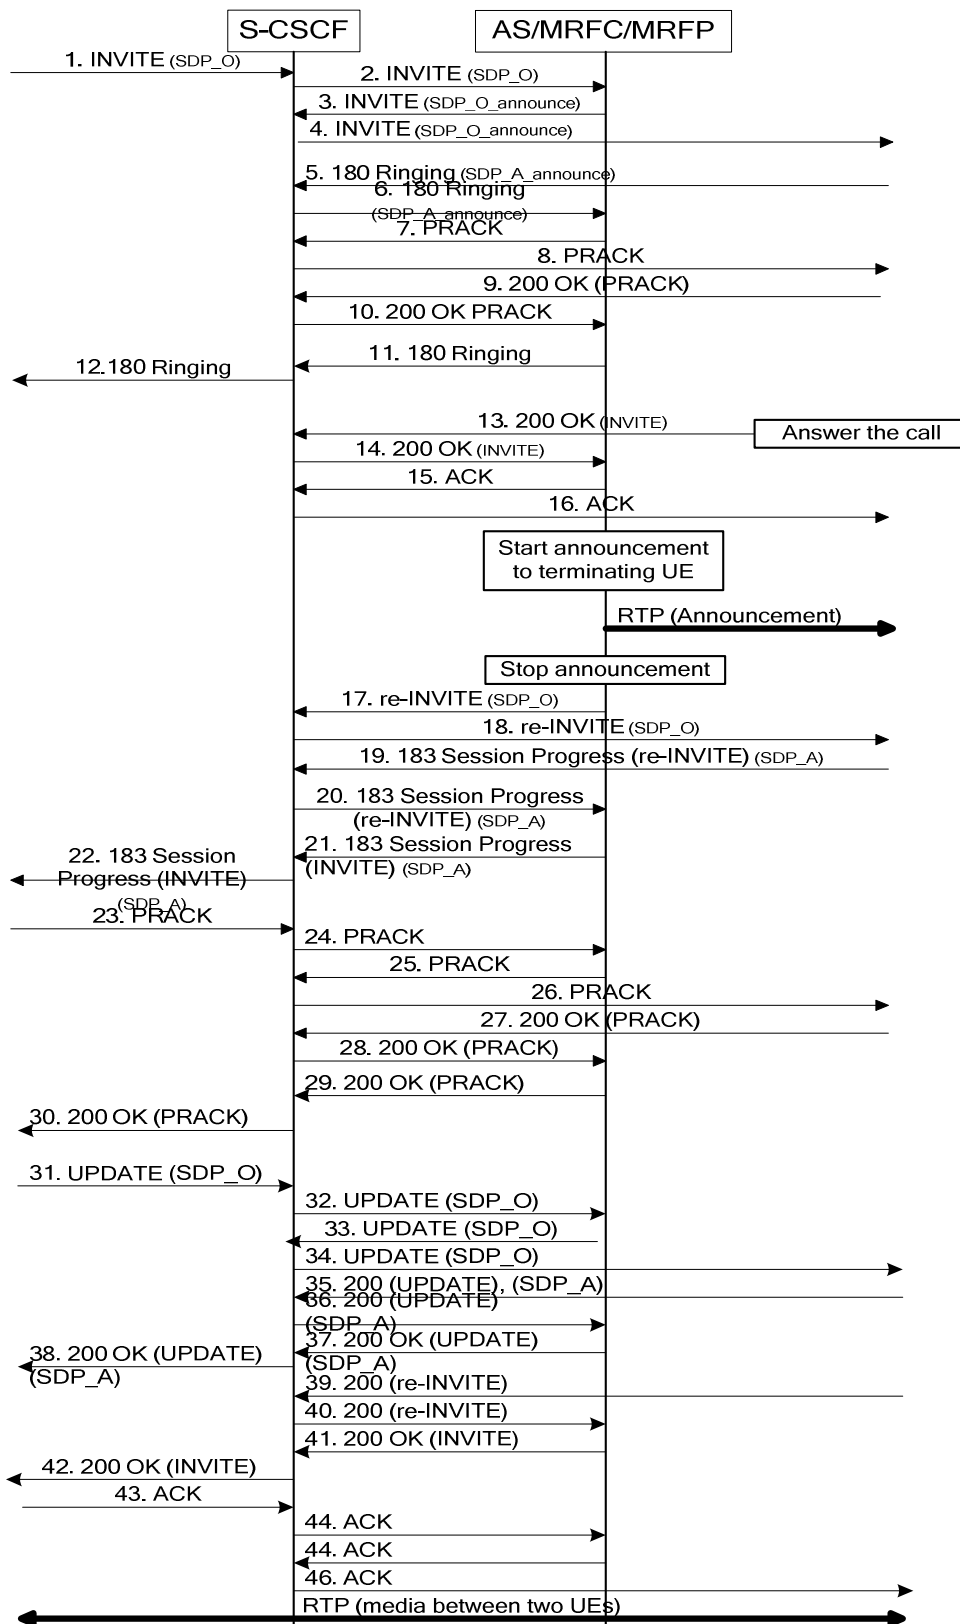 S-CSCF
AS/MRFC/MRFP
1. INVITE (SDP_O)
2. INVITE (SDP_O)
3. INVITE (SDP_O_announce)
4. INVITE (SDP_O_announce)
5. 180 Ringing (SDP_A_announce)
6. 180 Ringing
(SDP_A_announce)
7. PRACK
8. PRACK
9. 200 OK (PRACK)
10. 200 OK PRACK
11. 180 Ringing
12.180 Ringing
13. 200 OK (INVITE)
Answer the call
14. 200 OK (INVITE)
15. ACK
16. ACK
Start announcement
to terminating UE
RTP (Announcement)
Stop announcement
17. re-INVITE (SDP_O)
18. re-INVITE (SDP_O)
19. 183 Session Progress (re-INVITE) (SDP_A)
20. 183 Session Progress
(re-INVITE) (SDP_A)
21. 183 Session Progress
(INVITE) (SDP_A)
22. 183 Session
Progress (INVITE)
(SDP_A)
23. PRACK
24. PRACK
25. PRACK
26. PRACK
27. 200 OK (PRACK)
28. 200 OK (PRACK)
29. 200 OK (PRACK)
30. 200 OK (PRACK)
31. UPDATE (SDP_O)
32. UPDATE (SDP_O)
33. UPDATE (SDP_O)
34. UPDATE (SDP_O)
35. 200 (UPDATE), (SDP_A)
36. 200 (UPDATE)
(SDP_A)
37. 200 OK (UPDATE)
(SDP_A)
38. 200 OK (UPDATE)
(SDP_A)
39. 200 (re-INVITE)
40. 200 (re-INVITE)
41. 200 OK (INVITE)
42. 200 OK (INVITE)
43. ACK
44. ACK
44. ACK
46. ACK
RTP (media between two UEs)